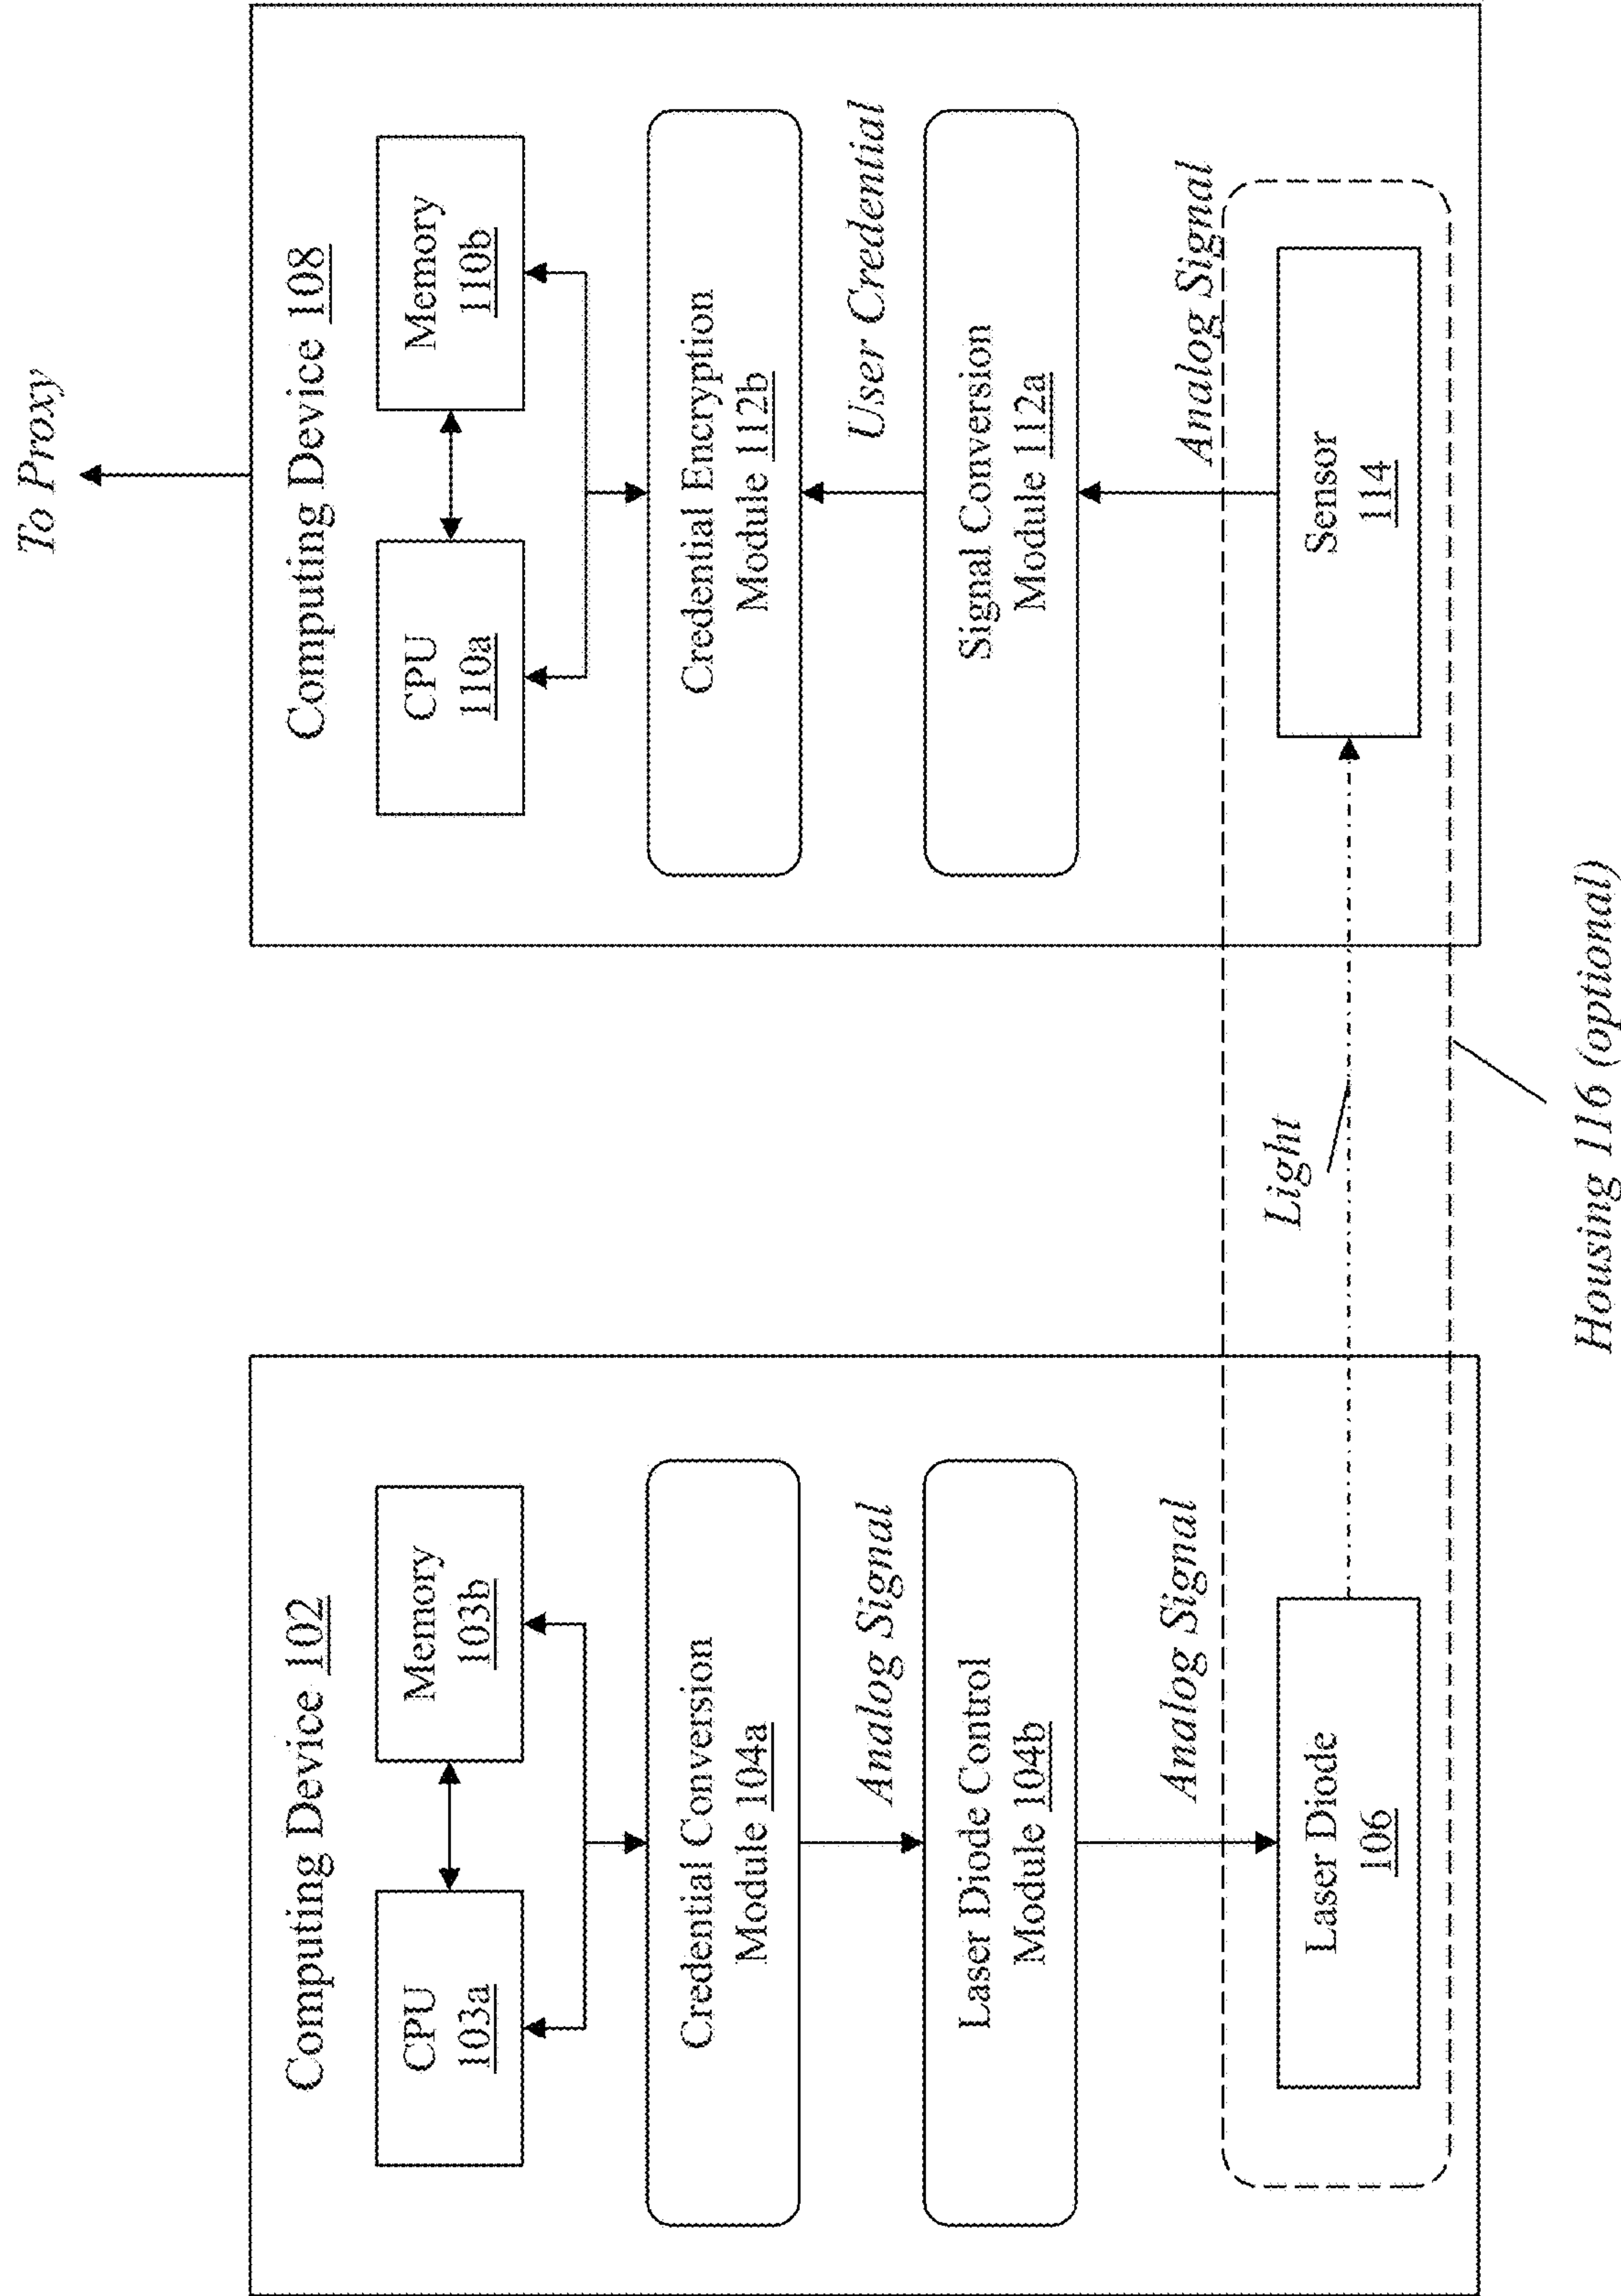 To Proxy
Computing Device 102
CPU
103a
Memory
103b
Credential Conversion
Module 104a
Analog Signal
Laser Diode Control
Module 104b
Analog Signal
Laser Diode
106
Light
Housing 116 (optional)
Computing Device 108
CPU
110a
Memory
110b
Credential Encryption
Module 112b
User Credential
Signal Conversion
Module 112a
Analog Signal
Sensor
114